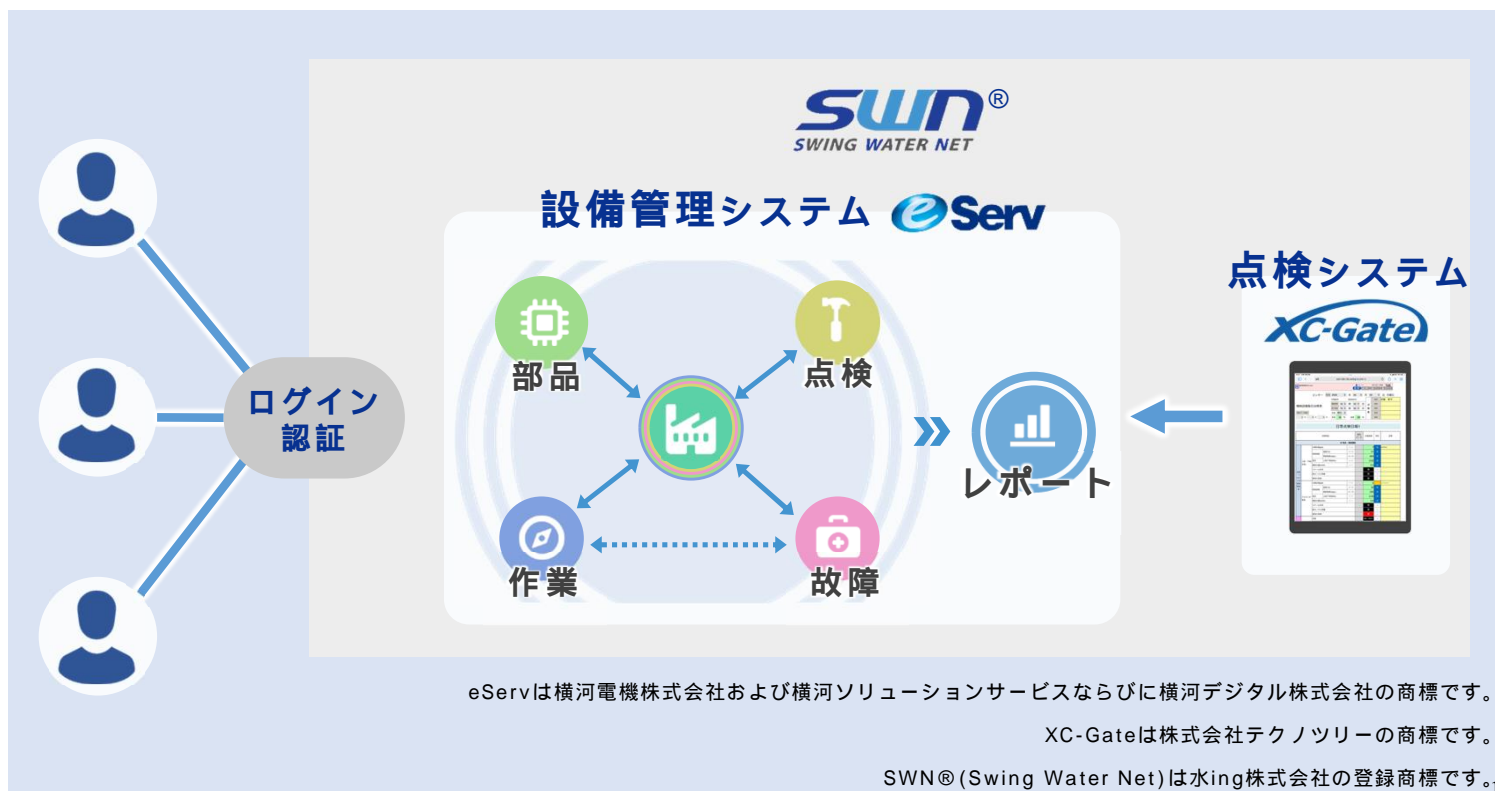 SWN®
SWING WATER NET
設備管理システム eServ
点検システム
XC-Gate
部品
点検
ログイン
認証
レポート
作業
故障
eServは横河電機株式会社および横河ソリューションサービスならびに横河デジタル株式会社の商標です。
XC-Gateは株式会社テクノツリーの商標です。
SWN®(Swing Water Net)は水ing株式会社の登録商標です。